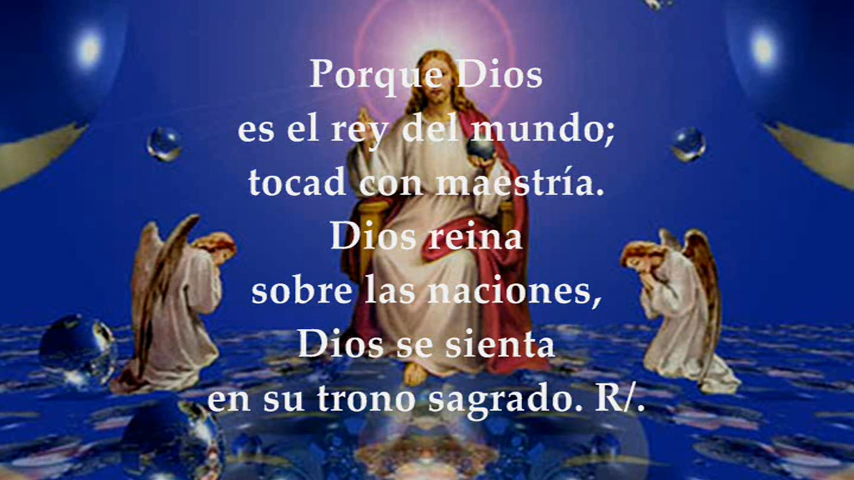 Porque Dios
es el rey del mundo;
tocad con maestría.
Dios reina
sobre las naciones,
Dios se sienta
en su trono sagrado. R/.